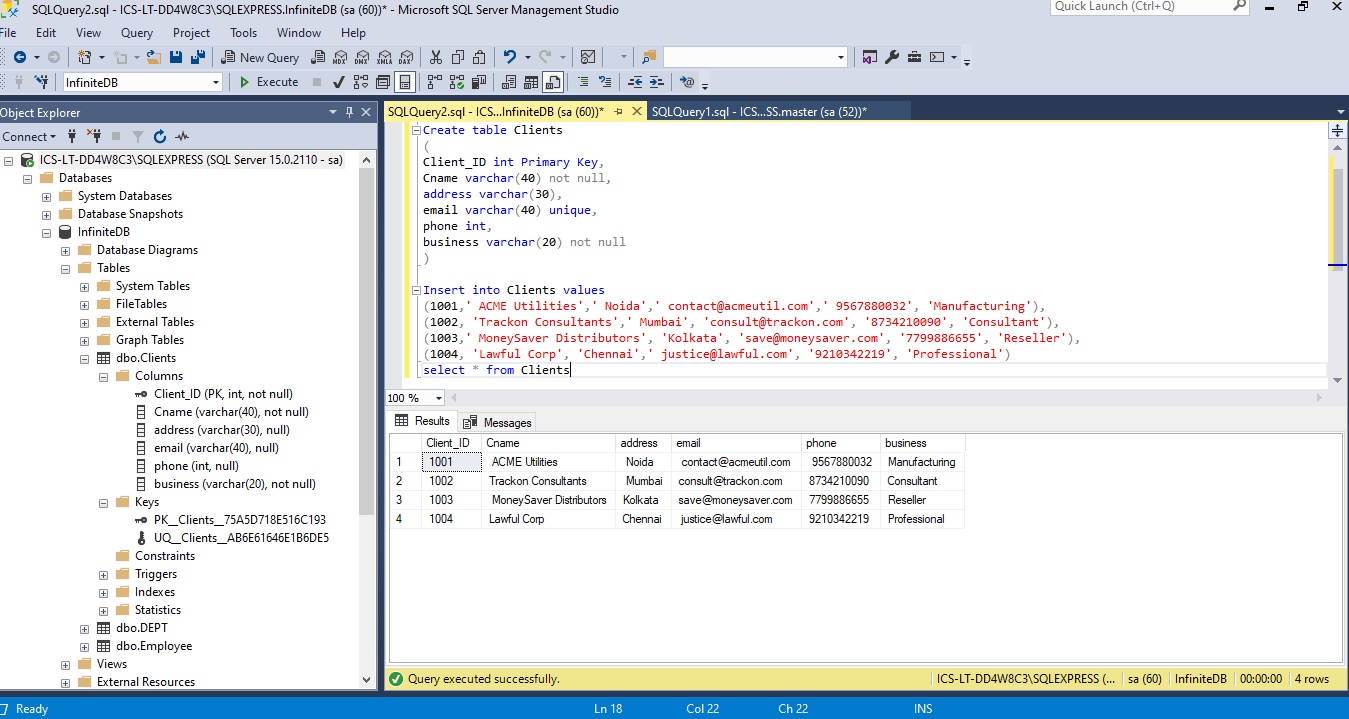 SQLQuery2.sql - ICS-LT-DD4W8C3\SQLEXPRESS.InfiniteDB (sa (60))* - Microsoft SQL Server Management Studio
Quick Launch (Ctrl+Q)
File Edit View Query Project Tools Window Help
New Query MDX DMX XMLA DAX
InfiniteDB Execute
Object Explorer
Connect
ICS-LT-DD4W8C3\SQLEXPRESS (SQL Server 15.0.2110 - sa)
Databases
System Databases
Database Snapshots
InfiniteDB
Database Diagrams
Tables
System Tables
FileTables
External Tables
Graph Tables
dbo.Clients
Columns
Client_ID (PK, int, not null)
Cname (varchar(40), not null)
address (varchar(30), null)
email (varchar(40), null)
phone (int, null)
business (varchar(20), not null)
Keys
PK__Clients__75A5D718E516C193
UQ__Clients__AB6E61646E1B6DE5
Constraints
Triggers
Indexes
Statistics
dbo.DEPT
dbo.Employee
Views
External Resources
SQLQuery2.sql - ICS...InfiniteDB (sa (60))* SQLQuery1.sql - ICS...SS.master (sa (52))*
Create table Clients
(
Client_ID int Primary Key,
Cname varchar(40) not null,
address varchar(30),
email varchar(40) unique,
phone int,
business varchar(20) not null
)
Insert into Clients values
(1001,' ACME Utilities',' Noida',' contact@acmeutil.com',' 9567880032', 'Manufacturing'),
(1002, 'Trackon Consultants',' Mumbai', 'consult@trackon.com', '8734210090', 'Consultant'),
(1003,' MoneySaver Distributors', 'Kolkata', 'save@moneysaver.com', '7799886655', 'Reseller'),
(1004, 'Lawful Corp', 'Chennai',' justice@lawful.com', '9210342219', 'Professional')
select * from Clients
100 %
Results Messages
Client_ID Cname address email phone business
1 1001 ACME Utilities Noida contact@acmeutil.com 9567880032 Manufacturing
2 1002 Trackon Consultants Mumbai consult@trackon.com 8734210090 Consultant
3 1003 MoneySaver Distributors Kolkata save@moneysaver.com 7799886655 Reseller
4 1004 Lawful Corp Chennai justice@lawful.com 9210342219 Professional
Query executed successfully. ICS-LT-DD4W8C3\SQLEXPRESS (... sa (60) InfiniteDB 00:00:00 4 rows
Ready Ln 18 Col 22 Ch 22 INS